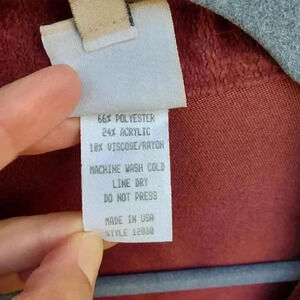 66% POLYESTER
24% ACRYLIC
10% VISCOSE/RAYON
MACHINE WASH COLD
LINE DRY
DO NOT PRESS
MADE IN USA
STYLE 12080